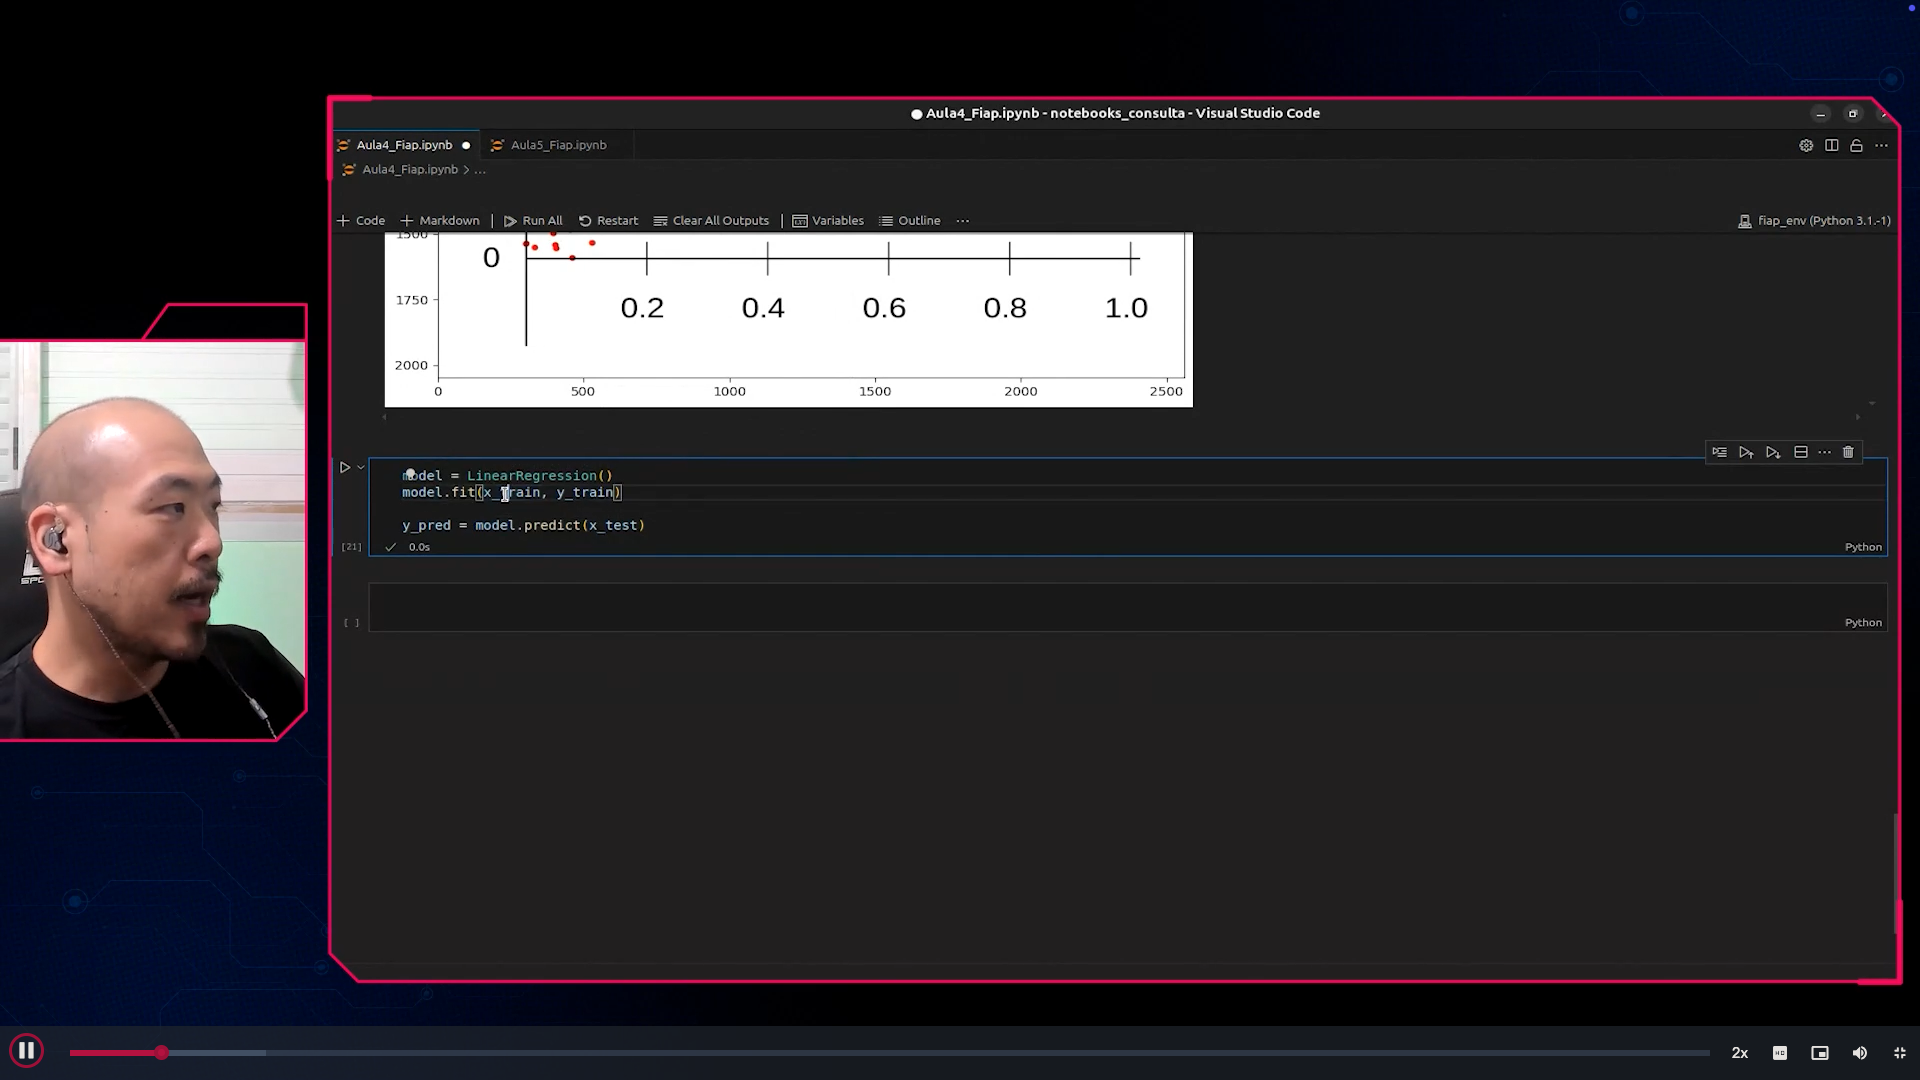 Aula4_Fiap.ipynb - notebooks_consulta - Visual Studio Code
Aula4_Fiap.ipynb
Aula5_Fiap.ipynb
Aula4_Fiap.ipynb > ...
Code
Markdown
Run All
Restart
Clear All Outputs
Variables
Outline
...
fiap_env (Python 3.1.-1)
1500
0
1750
0.2
0.4
0.6
0.8
1.0
2000
0
500
1000
1500
2000
2500
model = LinearRegression()
model.fit(x_train, y_train)
y_pred = model.predict(x_test)
[21]
0.0s
Python
[ ]
Python
2x
HD